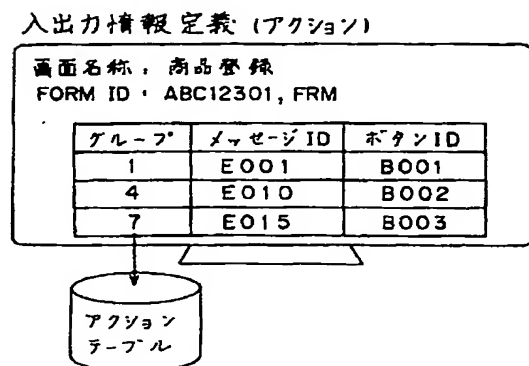 入出力情報定義 (アクション)
画面名称: 商品登録
FORM ID・ABC12301, FRM
グループ メッセージID ボタンID
1 E001 B001
4 E010 B002
7 E015 B003
アクション
テーブル